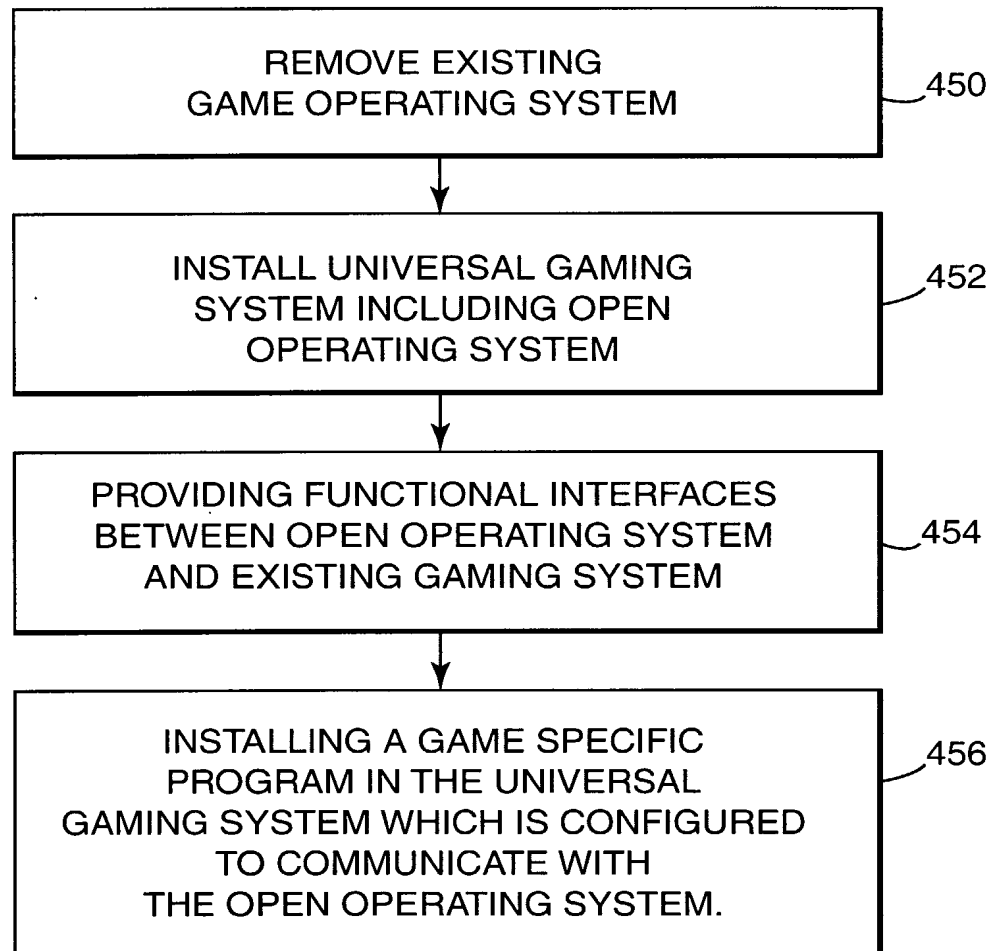 REMOVE EXISTING
GAME OPERATING SYSTEM
450
INSTALL UNIVERSAL GAMING
SYSTEM INCLUDING OPEN
OPERATING SYSTEM
452
PROVIDING FUNCTIONAL INTERFACES
BETWEEN OPEN OPERATING SYSTEM
AND EXISTING GAMING SYSTEM
454
INSTALLING A GAME SPECIFIC
PROGRAM IN THE UNIVERSAL
GAMING SYSTEM WHICH IS CONFIGURED
TO COMMUNICATE WITH
THE OPEN OPERATING SYSTEM.
456